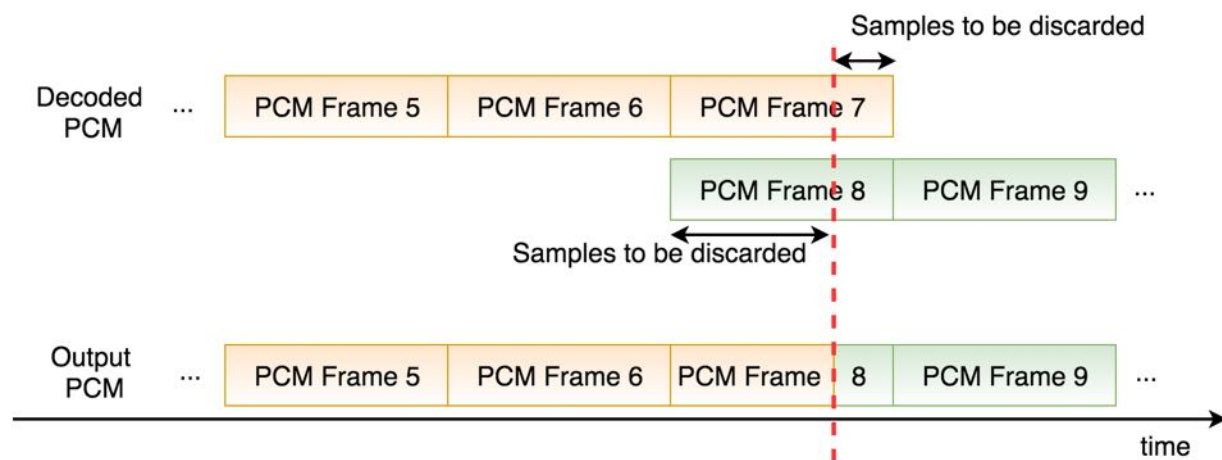 Samples to be discarded
Decoded
PCM
...
PCM Frame 5
PCM Frame 6
PCM Frame 7
PCM Frame 8
PCM Frame 9
...
Samples to be discarded
Output
PCM
...
PCM Frame 5
PCM Frame 6
PCM Frame
8
PCM Frame 9
...
time